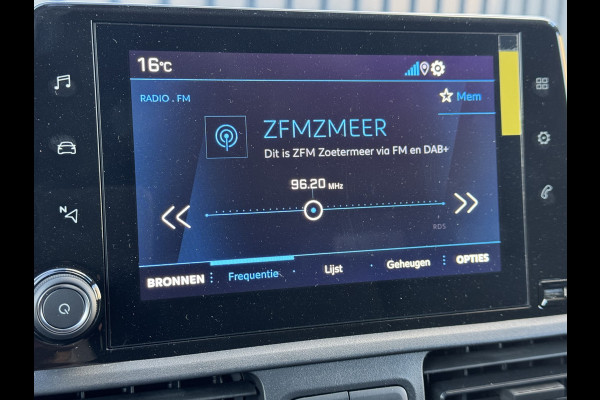 16°C
RADIO . FM
Mem
ZFMZMEER
Dit is ZFM Zoetermeer via FM en DAB+
96.20 MHz
N
RDS
BRONNEN Frequentie Lijst Geheugen OPTIES